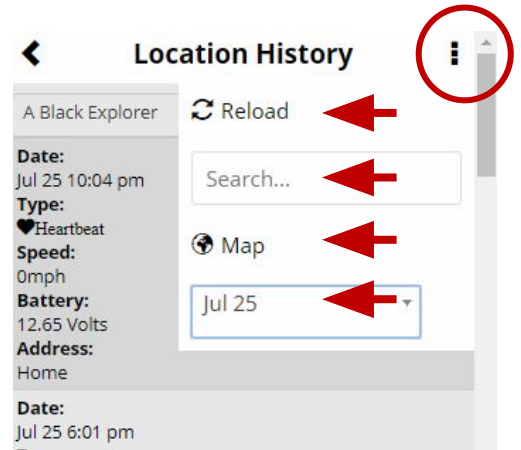 Location History
A Black Explorer
Reload
Search...
Map
Jul 25
Date:
Jul 25 10:04 pm
Type:
Heartbeat
Speed:
0mph
Battery:
12.65 Volts
Address:
Home
Date:
Jul 25 6:01 pm